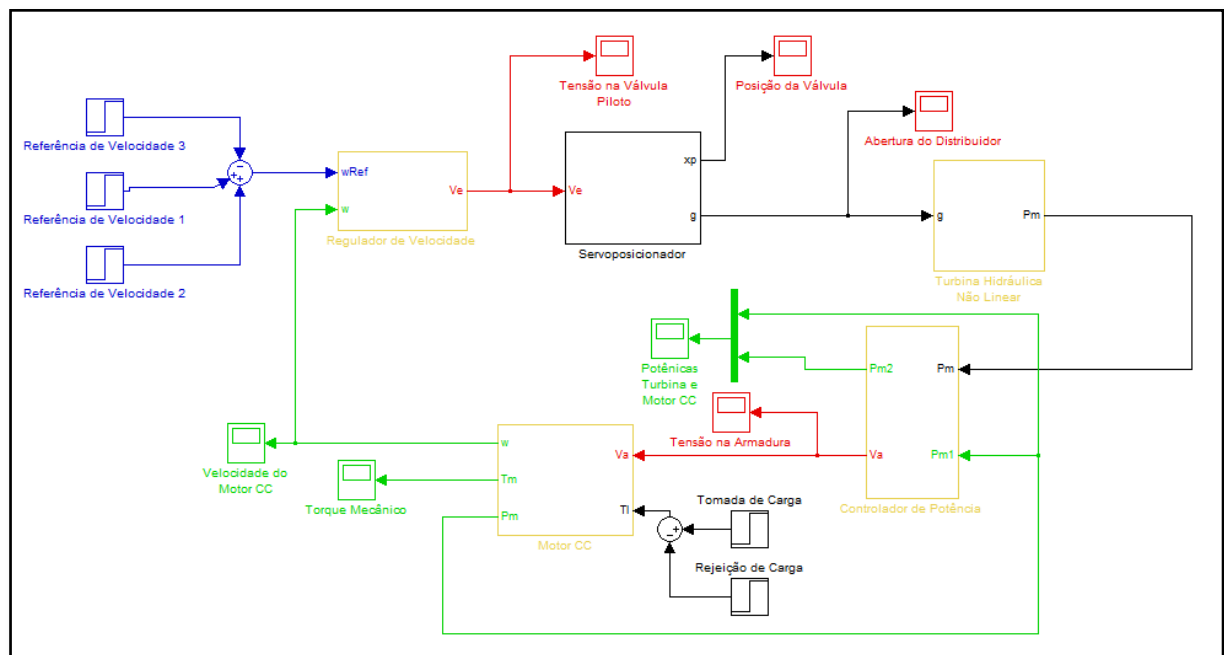 Tensão na Válvula
Piloto
Posição da Válvula
Abertura do Distribuidor
Referência de Velocidade 3
Referência de Velocidade 1
Referência de Velocidade 2
-
++
wRef
w
Ve
Regulador de Velocidade
Ve
xp
g
Servoposicionador
g
Pm
Turbina Hidráulica
Não Linear
Potênicas
Turbina e
Motor CC
Pm2
Pm
Va
Pm1
Controlador de Potência
Tensão na Armadura
Velocidade do
Motor CC
Torque Mecânico
w
Tm
Pm
Va
Tl
Motor CC
Tomada de Carga
-+
Rejeição de Carga